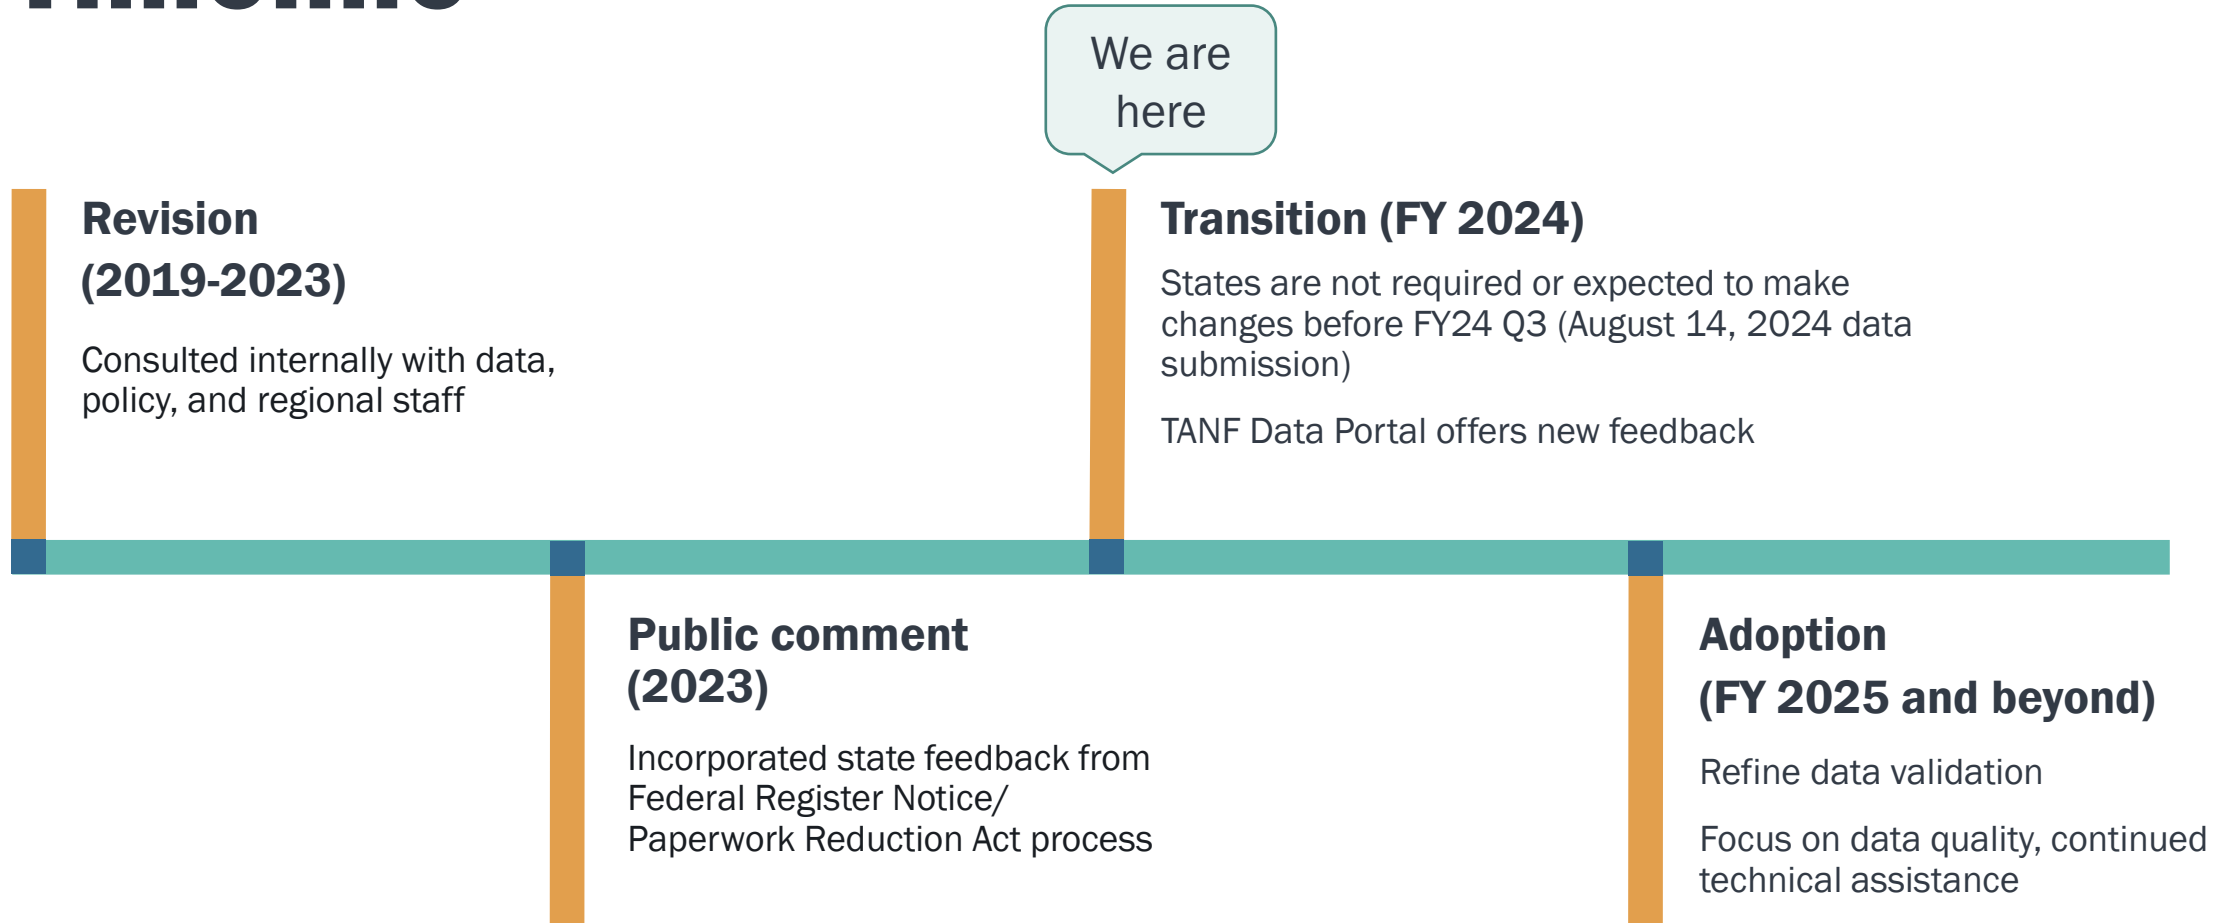 Timeline
We are
here
Revision
(2019-2023)
Consulted internally with data,
policy, and regional staff
Transition (FY 2024)
States are not required or expected to make
changes before FY24 Q3 (August 14, 2024 data
submission)
TANF Data Portal offers new feedback
Public comment
(2023)
Incorporated state feedback from
Federal Register Notice/
Paperwork Reduction Act process
Adoption
(FY 2025 and beyond)
Refine data validation
Focus on data quality, continued
technical assistance